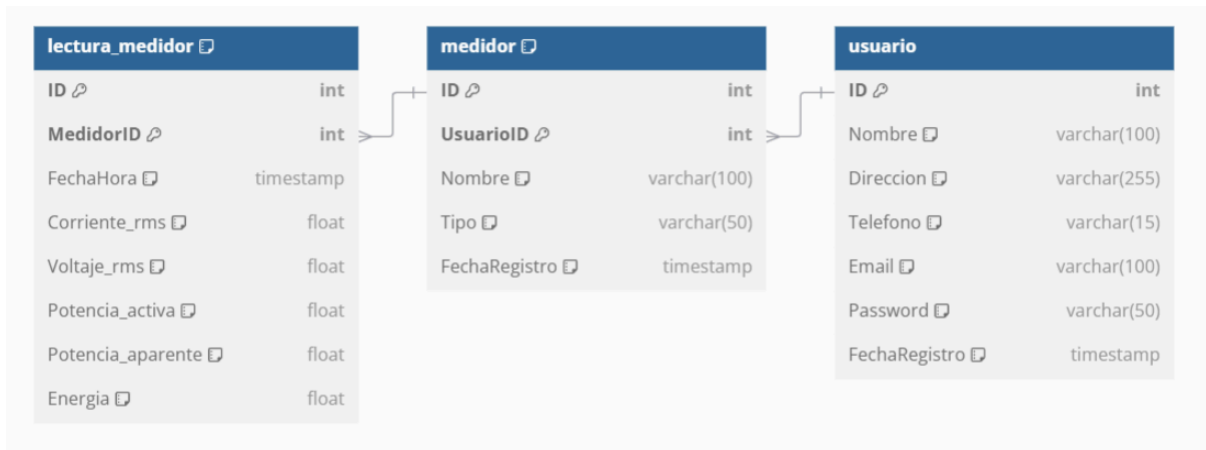 lectura_medidor
ID int
MedidorID int
FechaHora timestamp
Corriente_rms float
Voltaje_rms float
Potencia_activa float
Potencia_aparente float
Energia float
medidor
ID int
UsuarioID int
Nombre varchar(100)
Tipo varchar(50)
FechaRegistro timestamp
usuario
ID int
Nombre varchar(100)
Direccion varchar(255)
Telefono varchar(15)
Email varchar(100)
Password varchar(50)
FechaRegistro timestamp